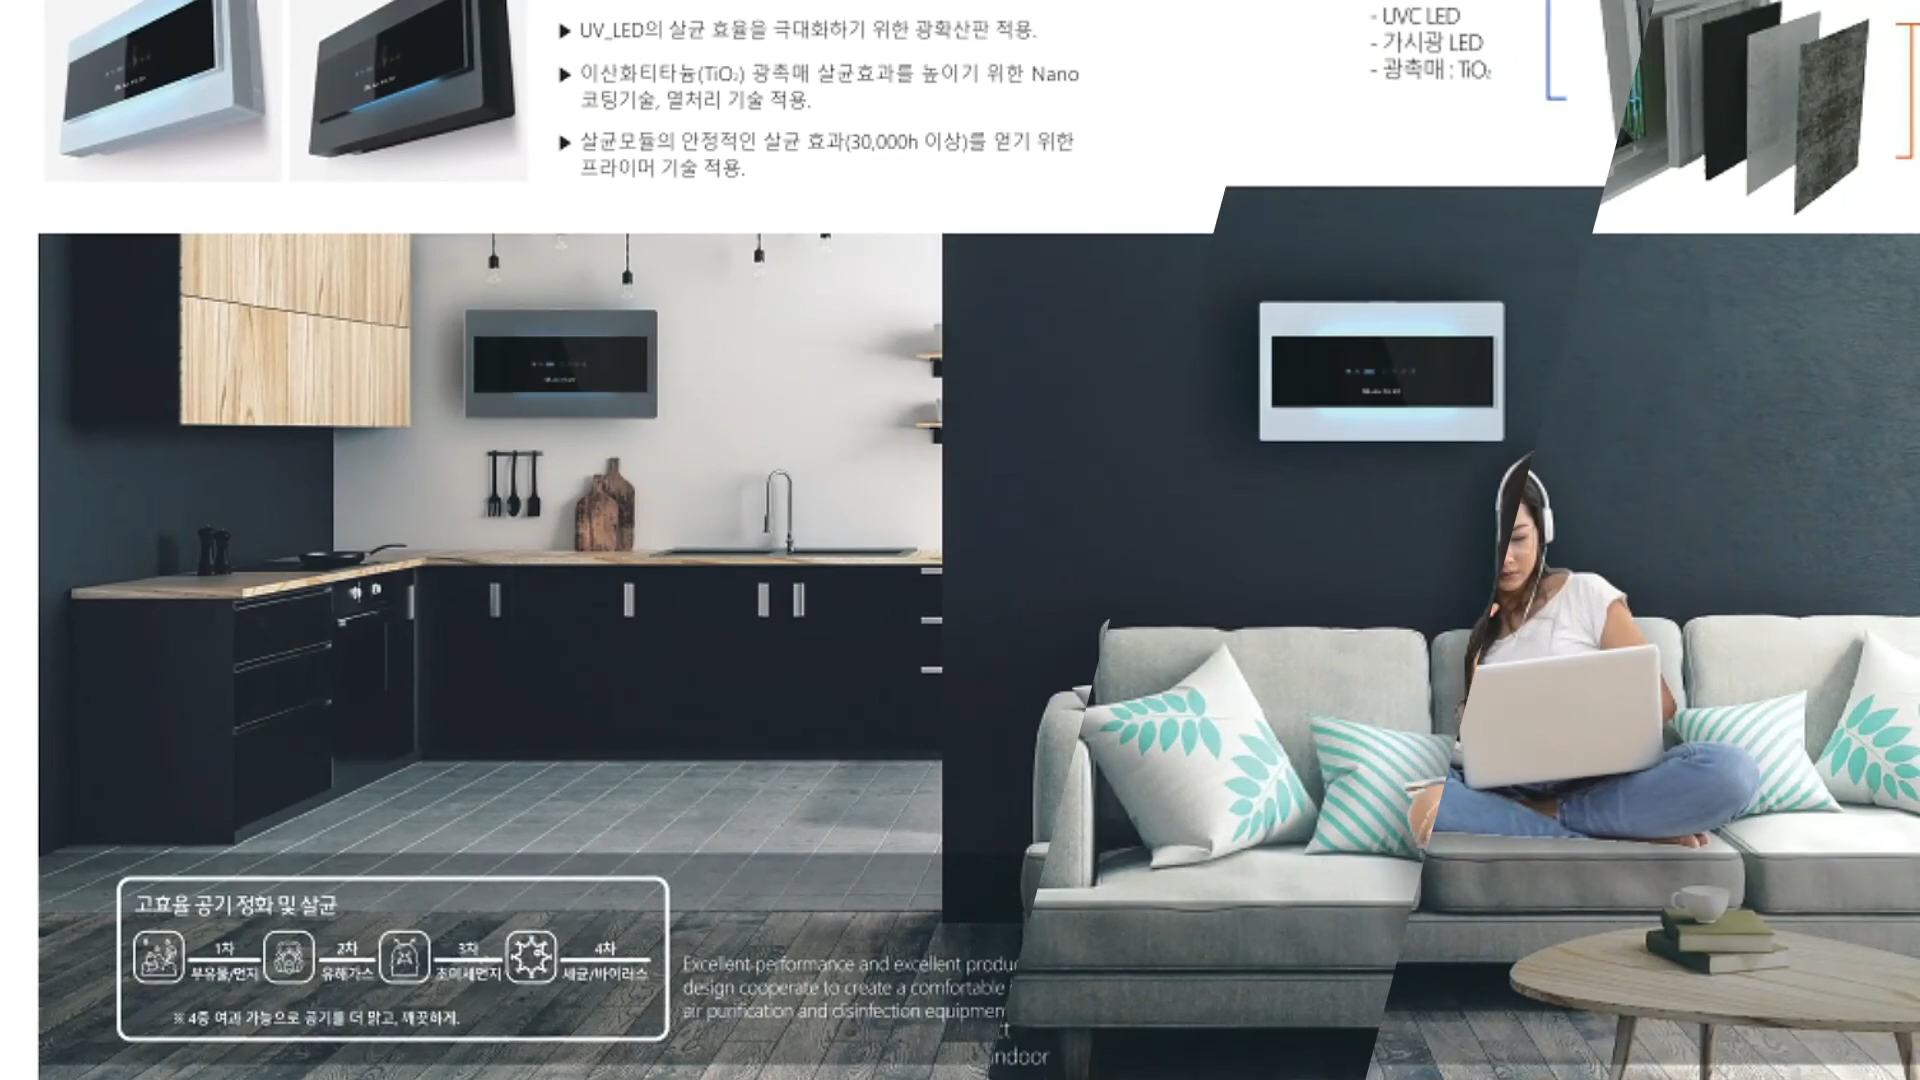 ▶ UV_LED의 살균 효율을 극대화하기 위한 광확산판 적용.
▶ 이산화티타늄(TiO₂) 광촉매 살균효과를 높이기 위한 Nano
코팅기술, 열처리 기술 적용.
▶ 살균모듈의 안정적인 살균 효과(30,000h 이상)를 얻기 위한
프라이머 기술 적용.
- UVC LED
- 가시광 LED
- 광촉매 : TiO₂
고효율 공기 정화 및 살균
1차 2차 3차 4차
부유물/먼지 유해가스 초미세먼지 세균/바이러스
※ 4중 여과 기능으로 공기를 더 맑고, 깨끗하게.
Excellent performance and excellent produc
design cooperate to create a comfortable
air purification and disinfection equipmen
indoor